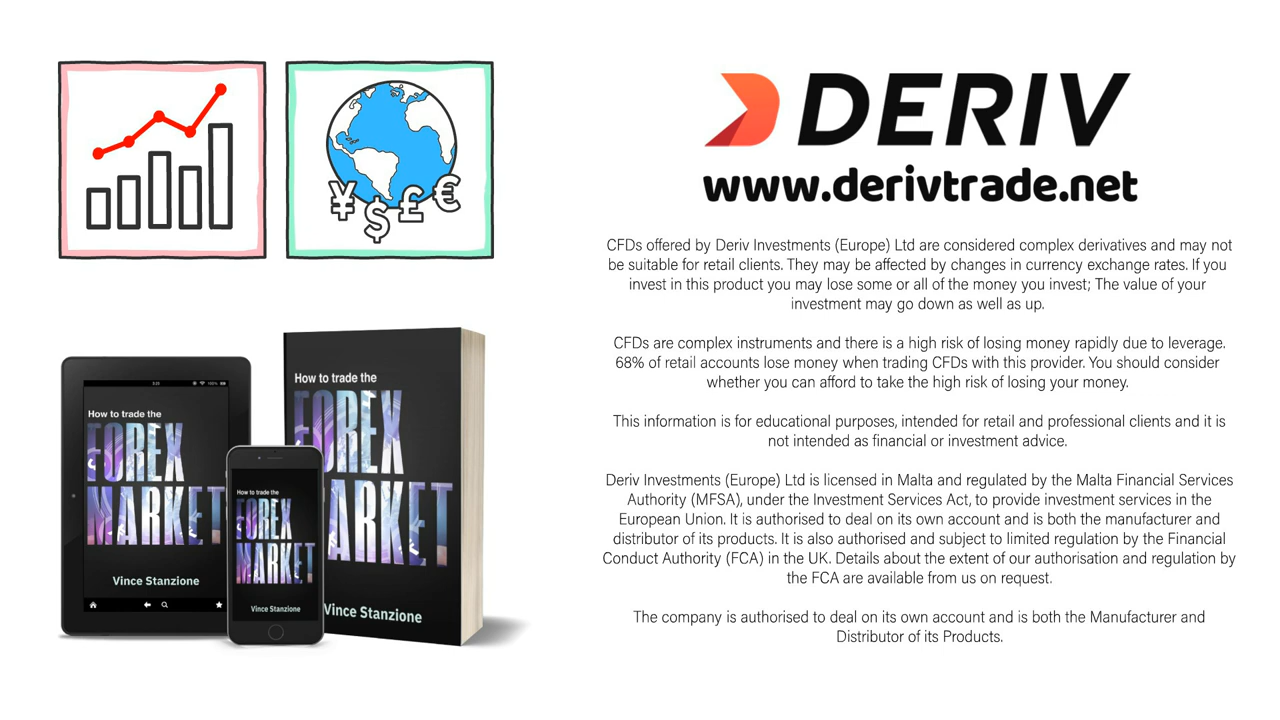 DERIV
www.derivtrade.net
CFDs offered by Deriv Investments (Europe) Ltd are considered complex derivatives and may not
be suitable for retail clients. They may be affected by changes in currency exchange rates. If you
invest in this product you may lose some or all of the money you invest; The value of your
investment may go down as well as up.
CFDs are complex instruments and there is a high risk of losing money rapidly due to leverage.
68% of retail accounts lose money when trading CFDs with this provider. You should consider
whether you can afford to take the high risk of losing your money.
This information is for educational purposes, intended for retail and professional clients and it is
not intended as financial or investment advice.
Deriv Investments (Europe) Ltd is licensed in Malta and regulated by the Malta Financial Services
Authority (MFSA), under the Investment Services Act, to provide investment services in the
European Union. It is authorised to deal on its own account and is both the manufacturer and
distributor of its products. It is also authorised and subject to limited regulation by the Financial
Conduct Authority (FCA) in the UK. Details about the extent of our authorisation and regulation by
the FCA are available from us on request.
The company is authorised to deal on its own account and is both the Manufacturer and
Distributor of its Products.
¥ $ £ €
How to trade the
FOREX
MARKET
Vince Stanzione
How to trade the
FOREX
MARKET
Vince Stanzione
How to trade the
FOREX
MARKET
Vince Stanzione